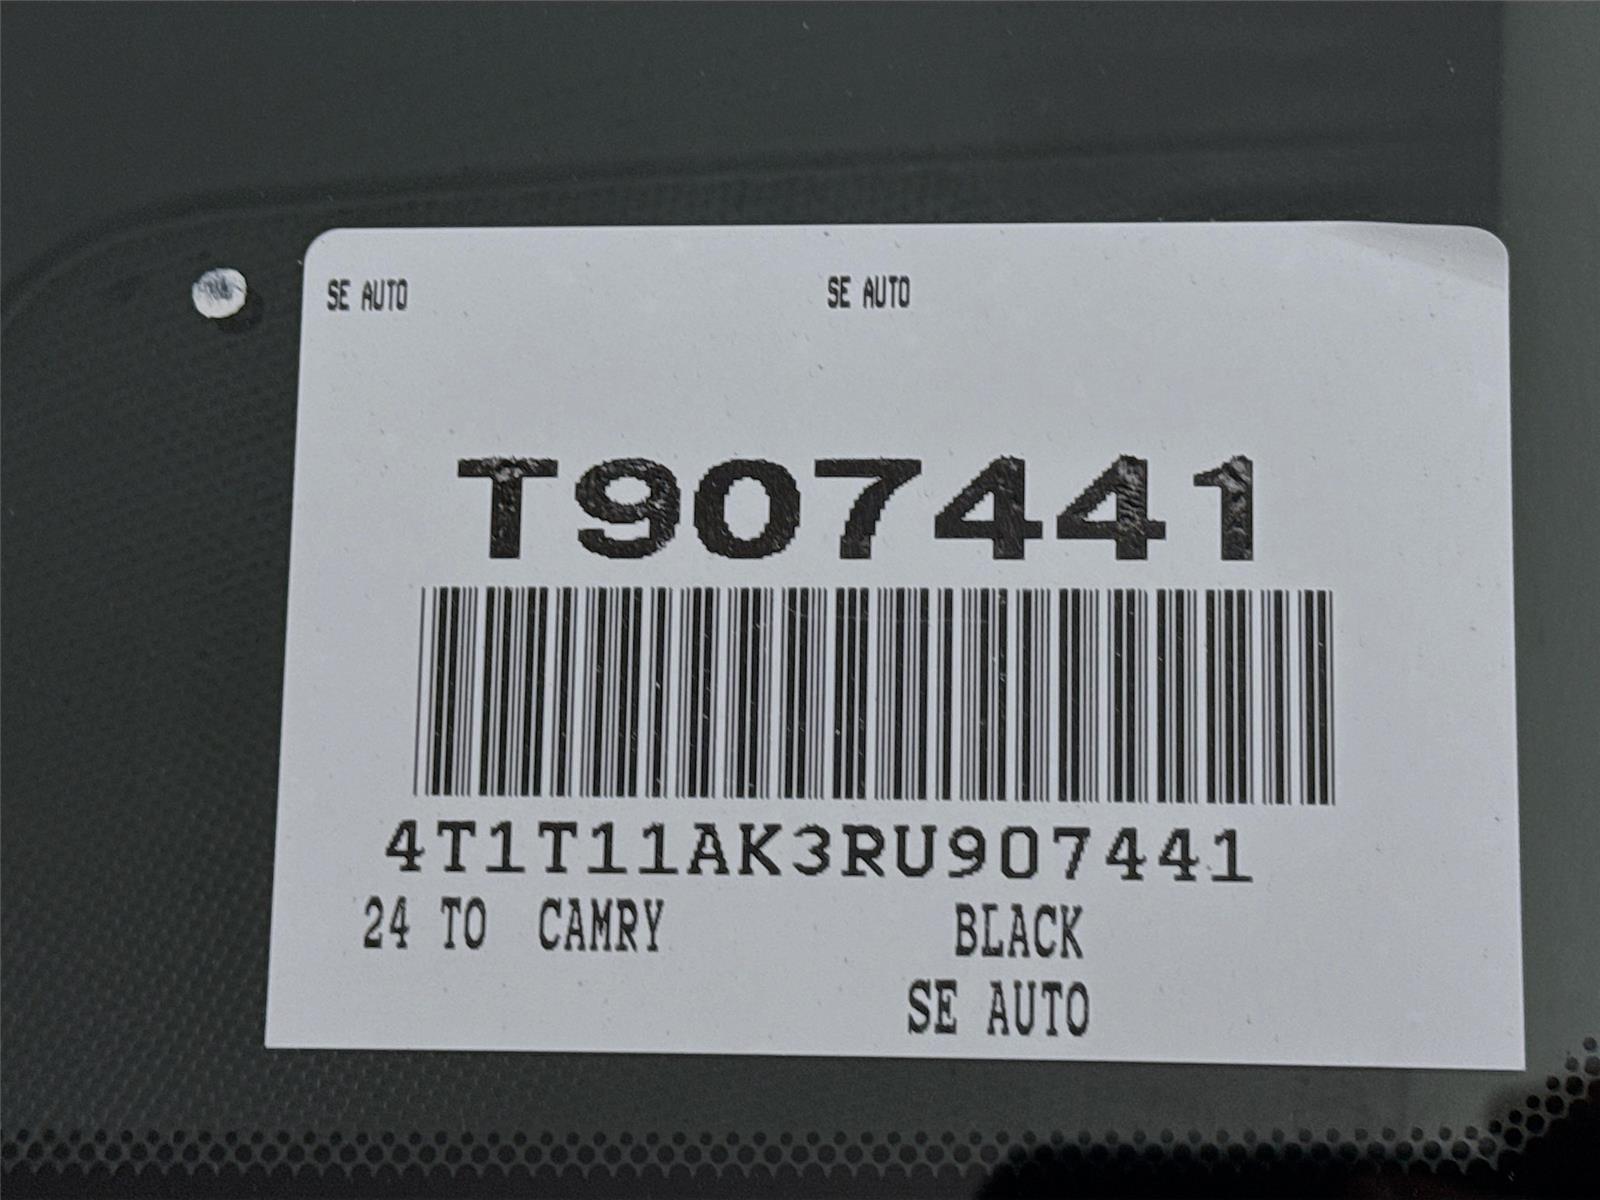 SE AUTO SE AUTO
T907441
4T1T11AK3RU907441
24 TO CAMRY BLACK
SE AUTO